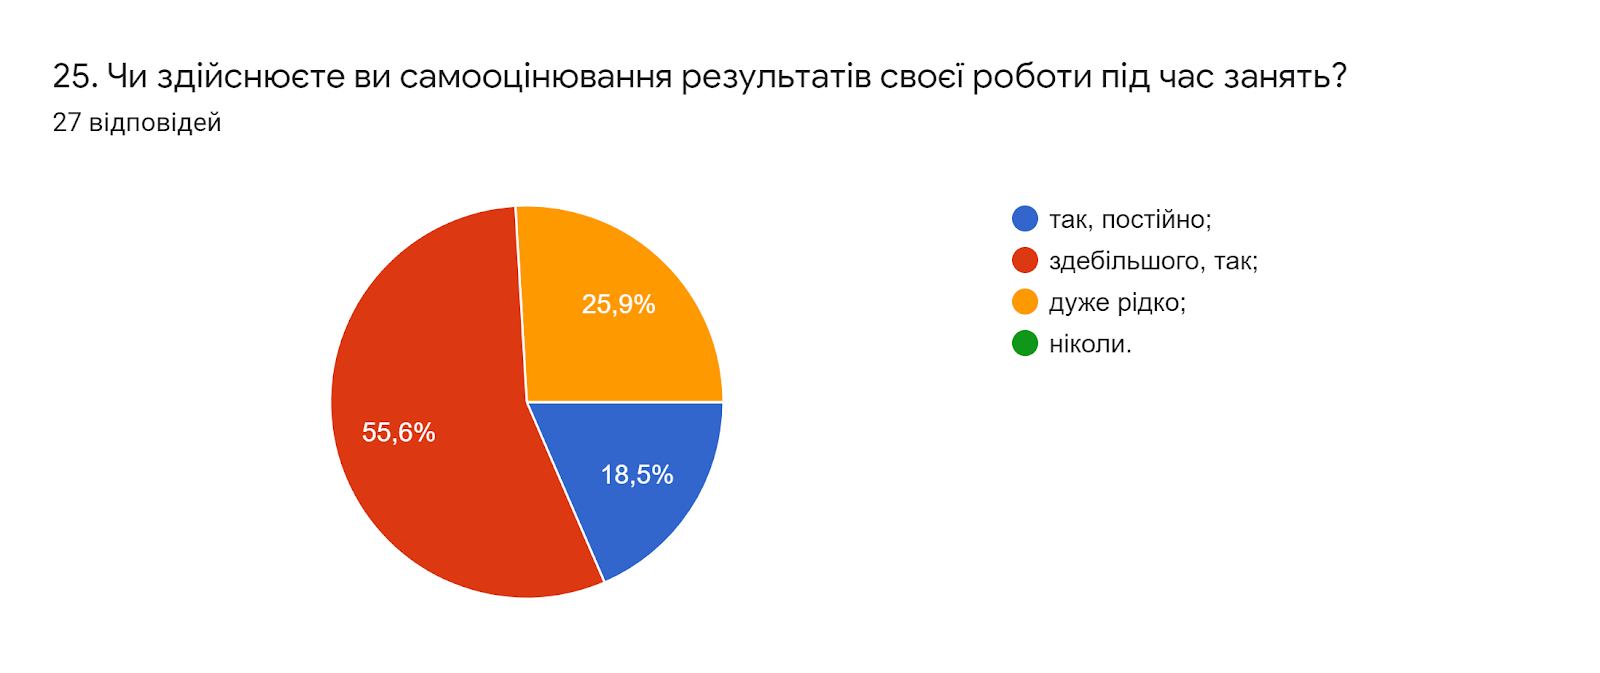 25. Чи здійснюєте ви самооцінювання результатів своєї роботи під час занять?
27 відповідей
так, постійно;
здебільшого, так;
дуже рідко;
ніколи.
25,9%
55,6%
18,5%